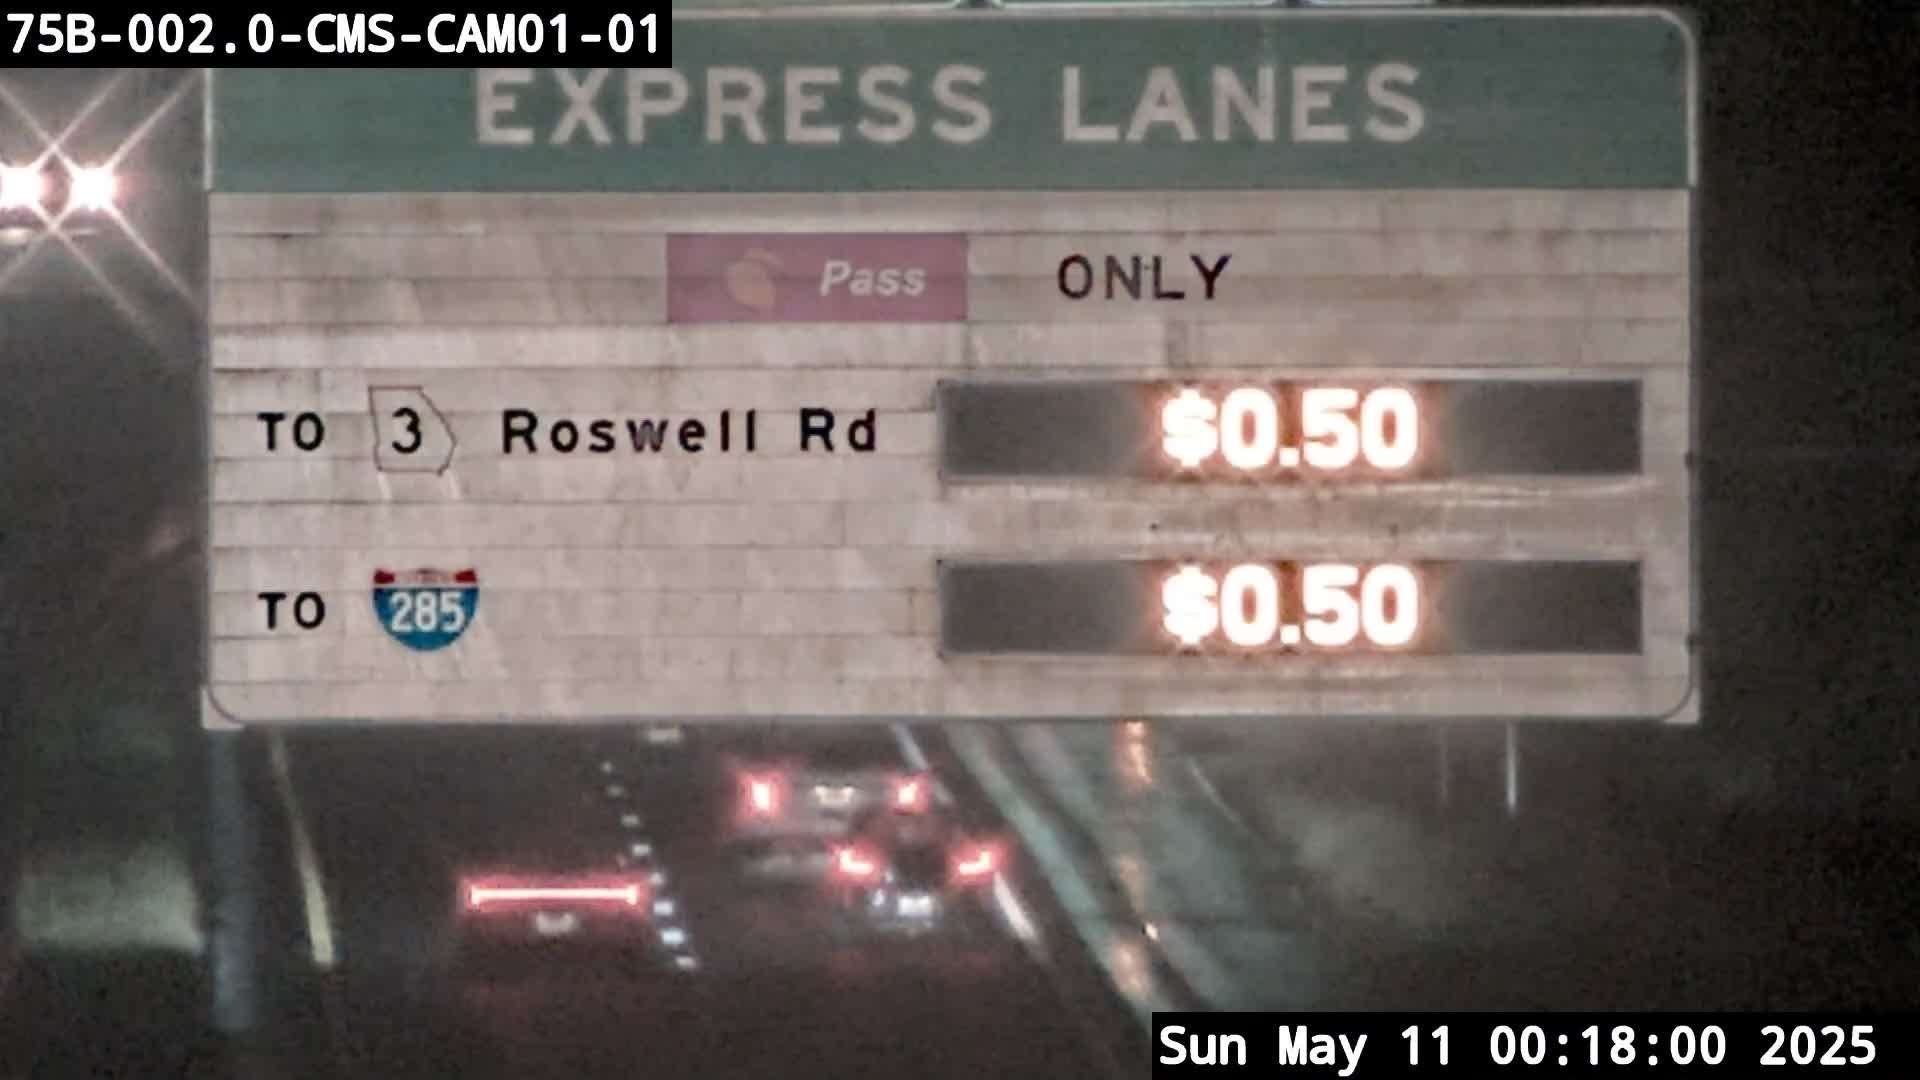 75B-002.0-CMS-CAM01-01
EXPRESS LANES
Pass ONLY
TO 3 Roswell Rd $0.50
TO 285 $0.50
Sun May 11 00:18:00 2025